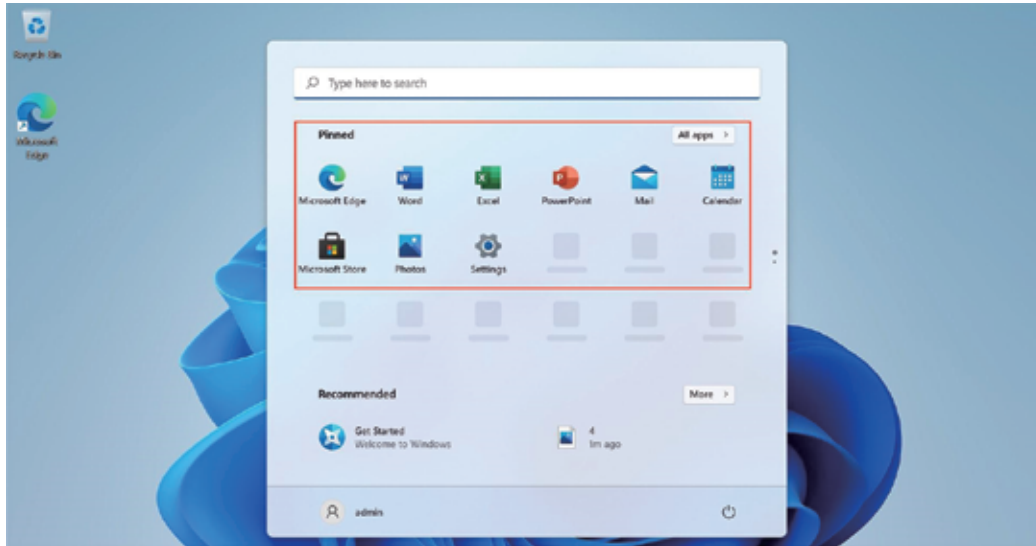 Recycle Bin
Microsoft
Edge
Type here to search
Pinned
All apps >
Microsoft Edge
Word
Excel
PowerPoint
Mail
Calendar
Microsoft Store
Photos
Settings
Recommended
More >
Get Started
Welcome to Windows
4
1m ago
admin